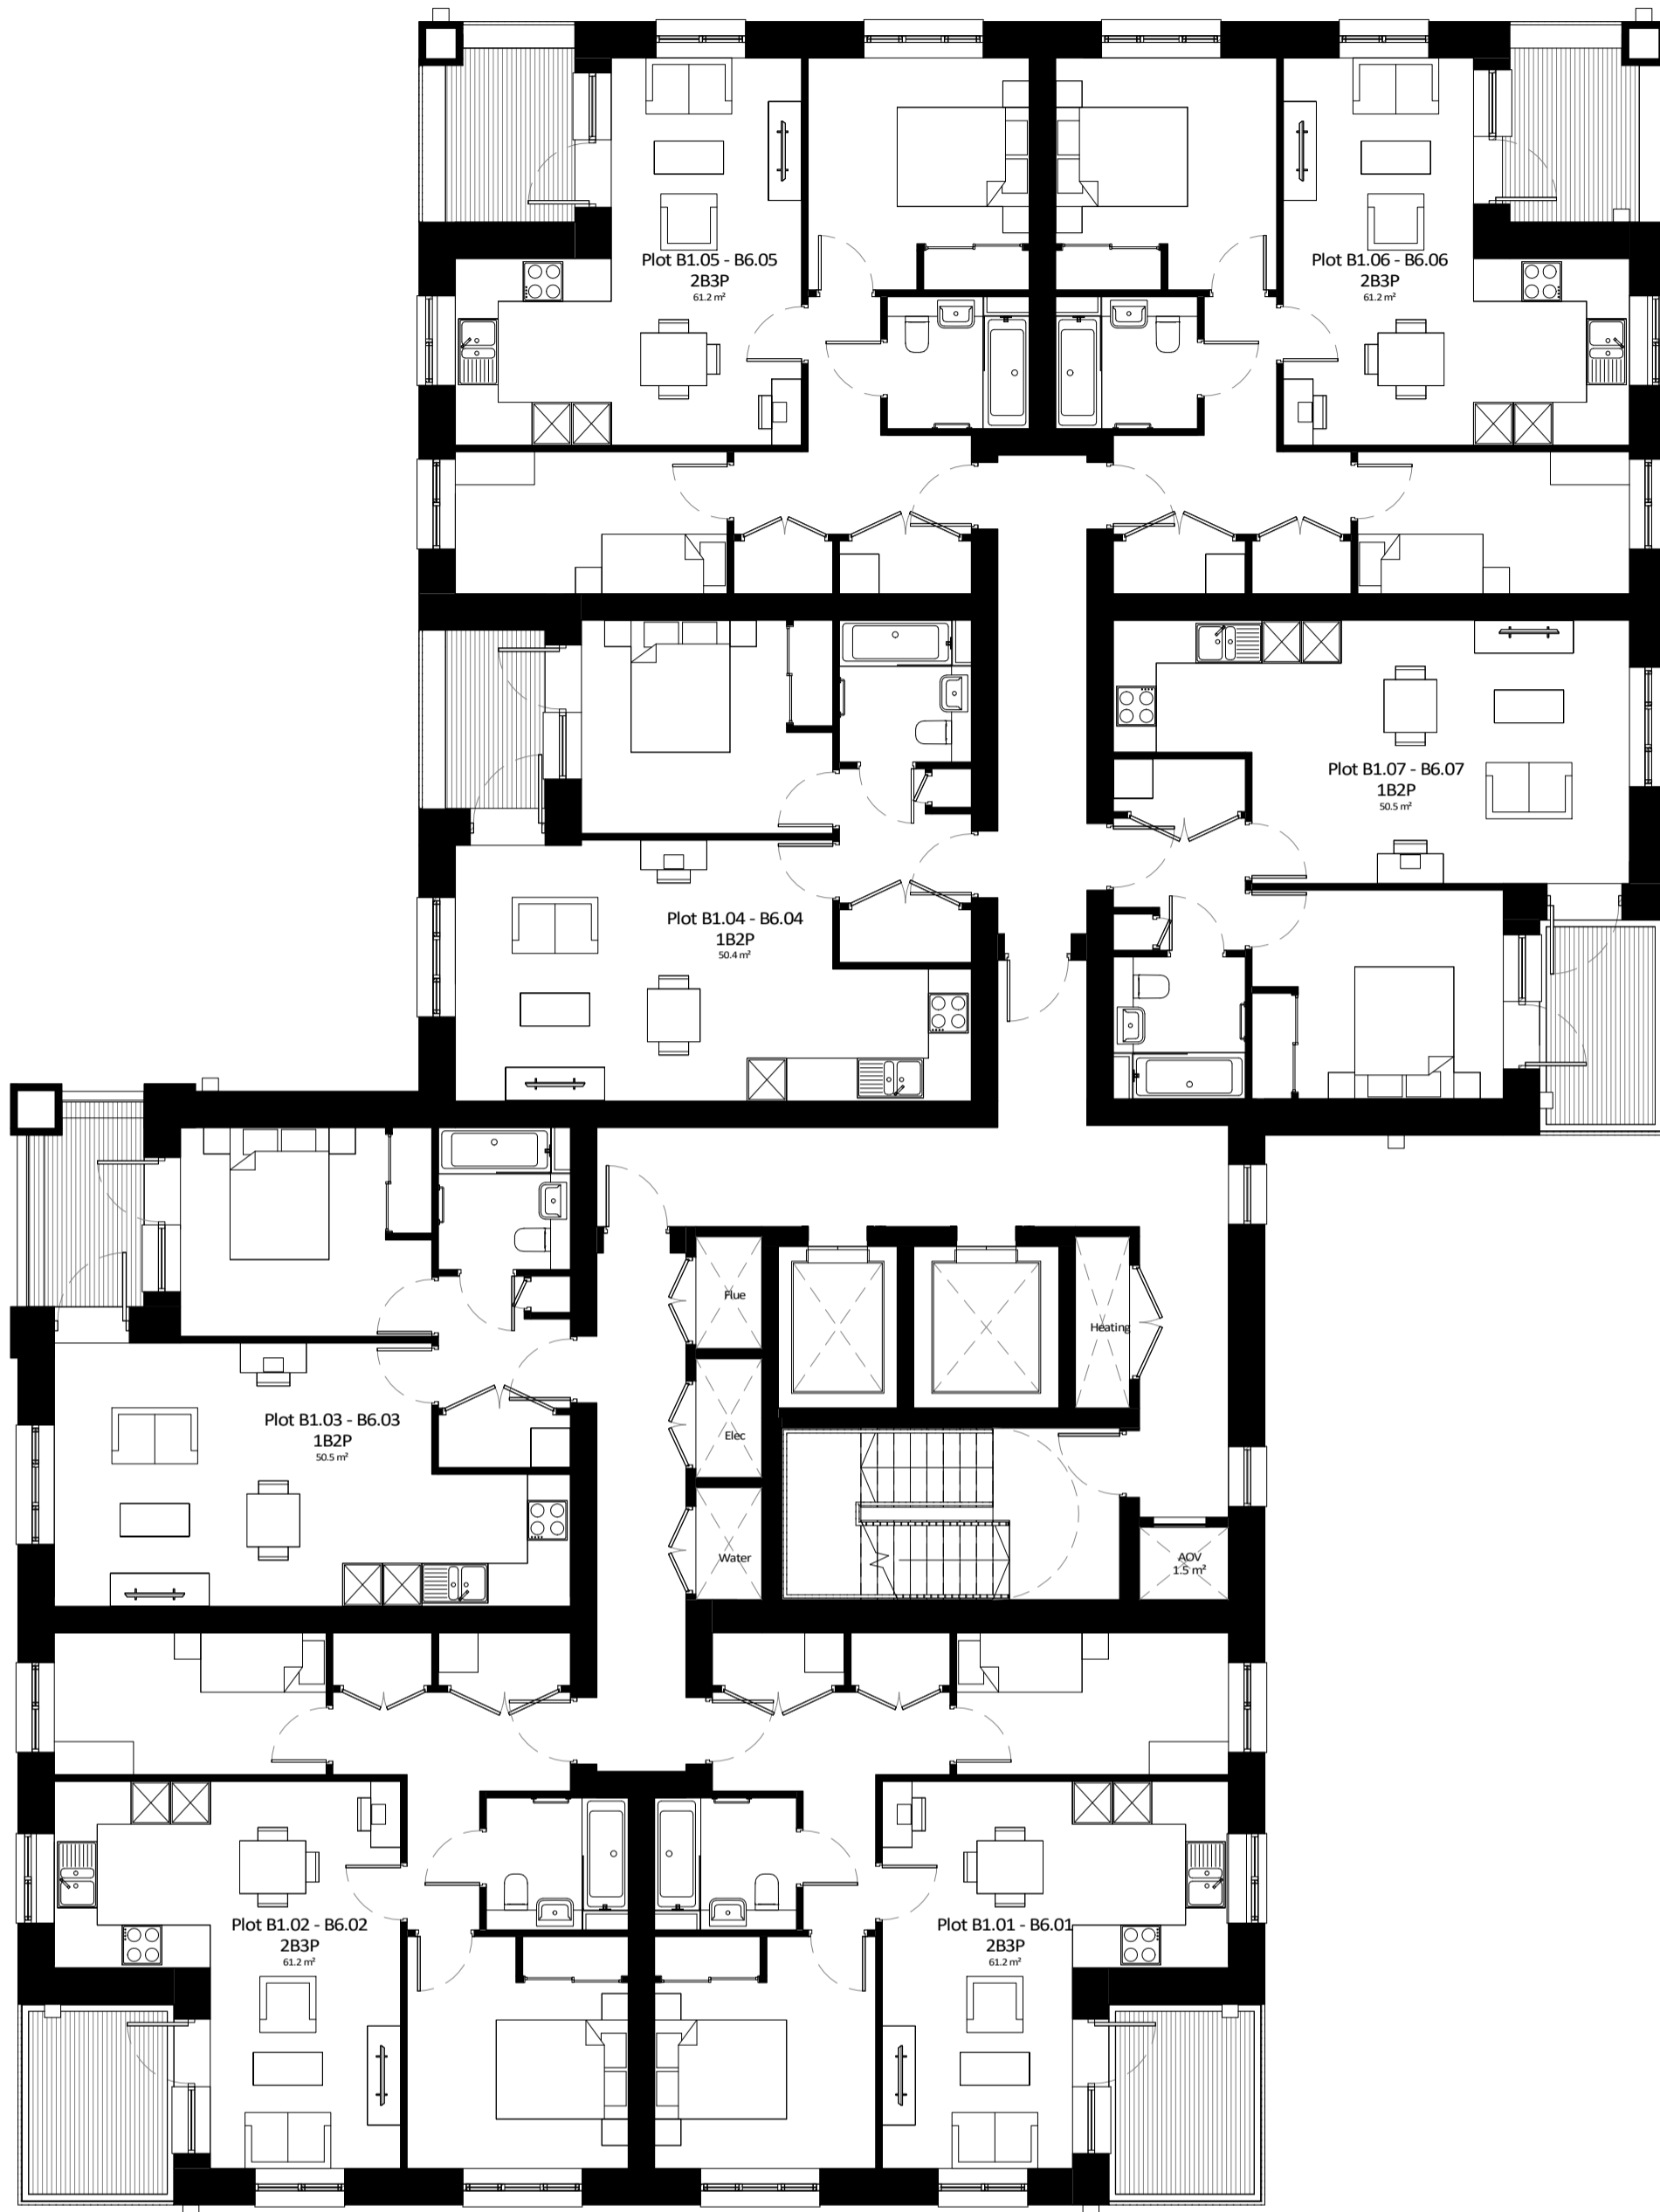 Plot B1.05 - B6.05
2B3P
61.2 m²
Plot B1.06 - B6.06
2B3P
61.2 m²
Plot B1.07 - B6.07
1B2P
50.5 m²
Plot B1.04 - B6.04
1B2P
50.4 m²
Flue
Heating
Plot B1.03 - B6.03
1B2P
50.5 m²
Elec
Water
AOV
1.5 m²
Plot B1.02 - B6.02
2B3P
61.2 m²
Plot B1.01 - B6.01
2B3P
61.2 m²